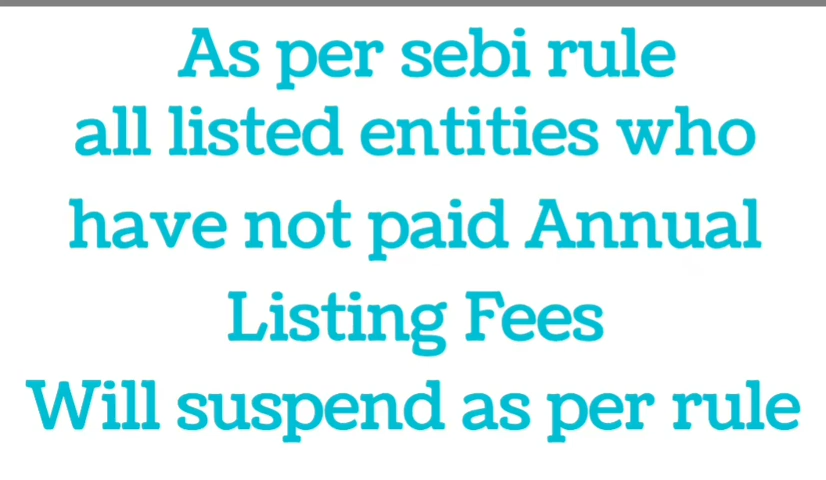 As per sebi rule
all listed entities who
have not paid Annual
Listing Fees
Will suspend as per rule